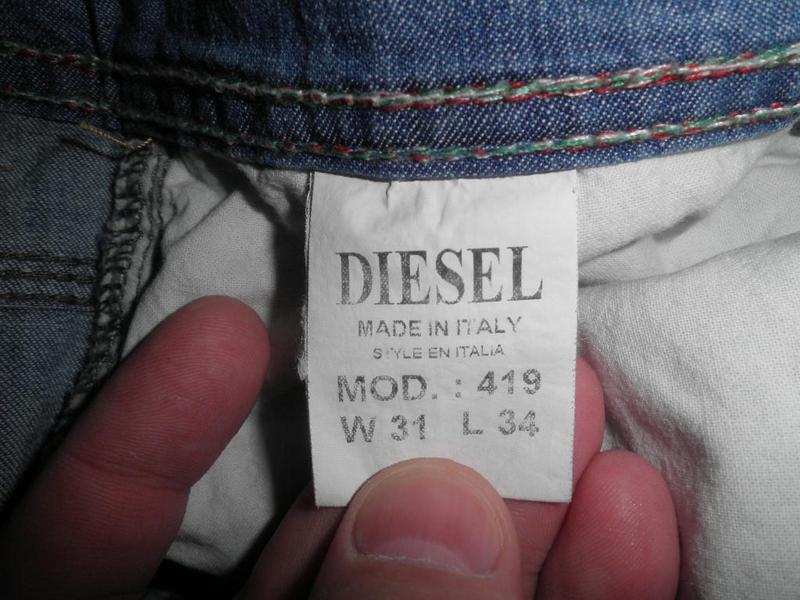 DIESEL
MADE IN ITALY
STYLE EN ITALIA
MOD. : 419
W 31 L 34